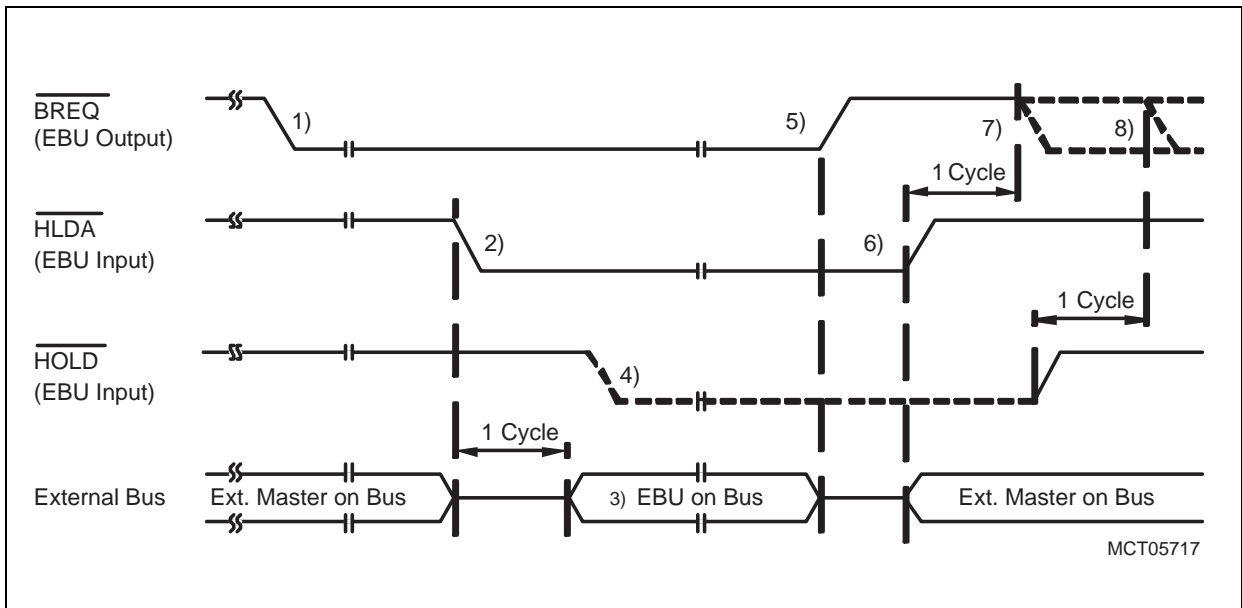 BREQ
(EBU Output)
1)
5)
7)
8)
1 Cycle
HLDA
(EBU Input)
2)
6)
1 Cycle
HOLD
(EBU Input)
4)
1 Cycle
External Bus
Ext. Master on Bus
3) EBU on Bus
Ext. Master on Bus
MCT05717